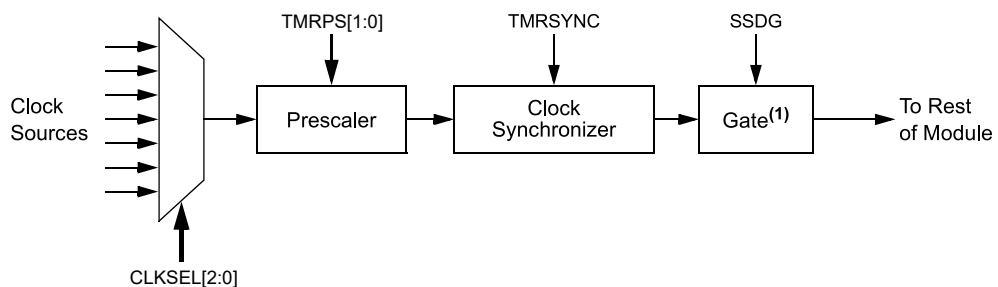 TMRPS[1:0]
TMRSYNC
SSDG
Clock
Sources
Prescaler
Clock
Synchronizer
Gate(1)
To Rest
of Module
CLKSEL[2:0]